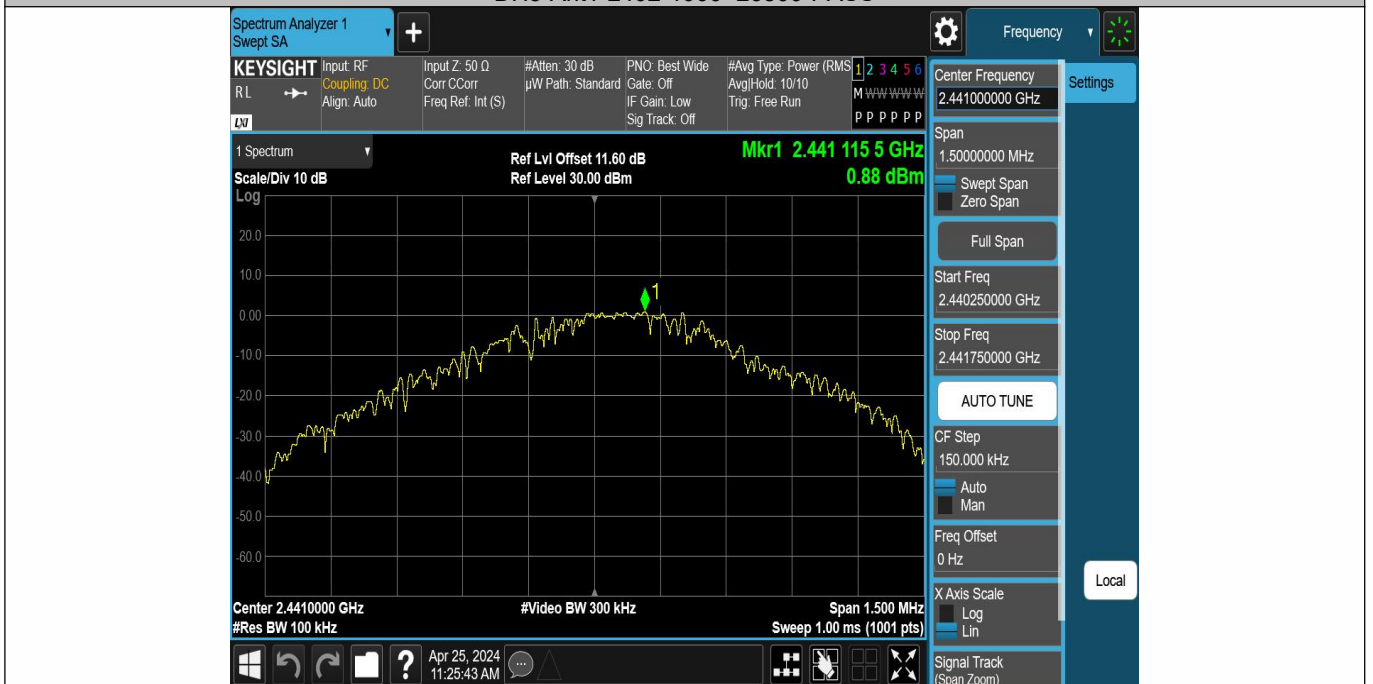 Spectrum Analyzer 1
Swept SA
Frequency
KEYSIGHT
RL
LXI
Input: RF
Coupling: DC
Align: Auto
Input Z: 50 Ω
Corr CCorr
Freq Ref: Int (S)
#Atten: 30 dB
µW Path: Standard
PNO: Best Wide
Gate: Off
IF Gain: Low
Sig Track: Off
#Avg Type: Power (RMS
Avg|Hold: 10/10
Trig: Free Run
1 2 3 4 5 6
M W W W W W
P P P P P P
1 Spectrum
Scale/Div 10 dB
Log
Ref Lvl Offset 11.60 dB
Ref Level 30.00 dBm
Mkr1 2.441 115 5 GHz
0.88 dBm
1
20.0
10.0
0.00
-10.0
-20.0
-30.0
-40.0
-50.0
-60.0
Center 2.4410000 GHz
#Res BW 100 kHz
#Video BW 300 kHz
Span 1.500 MHz
Sweep 1.00 ms (1001 pts)
Center Frequency
2.441000000 GHz
Settings
Span
1.50000000 MHz
Swept Span
Zero Span
Full Span
Start Freq
2.440250000 GHz
Stop Freq
2.441750000 GHz
AUTO TUNE
CF Step
150.000 kHz
Auto
Man
Freq Offset
0 Hz
X Axis Scale
Log
Lin
Local
Signal Track
(Span Zoom)
?
Apr 25, 2024
11:25:43 AM